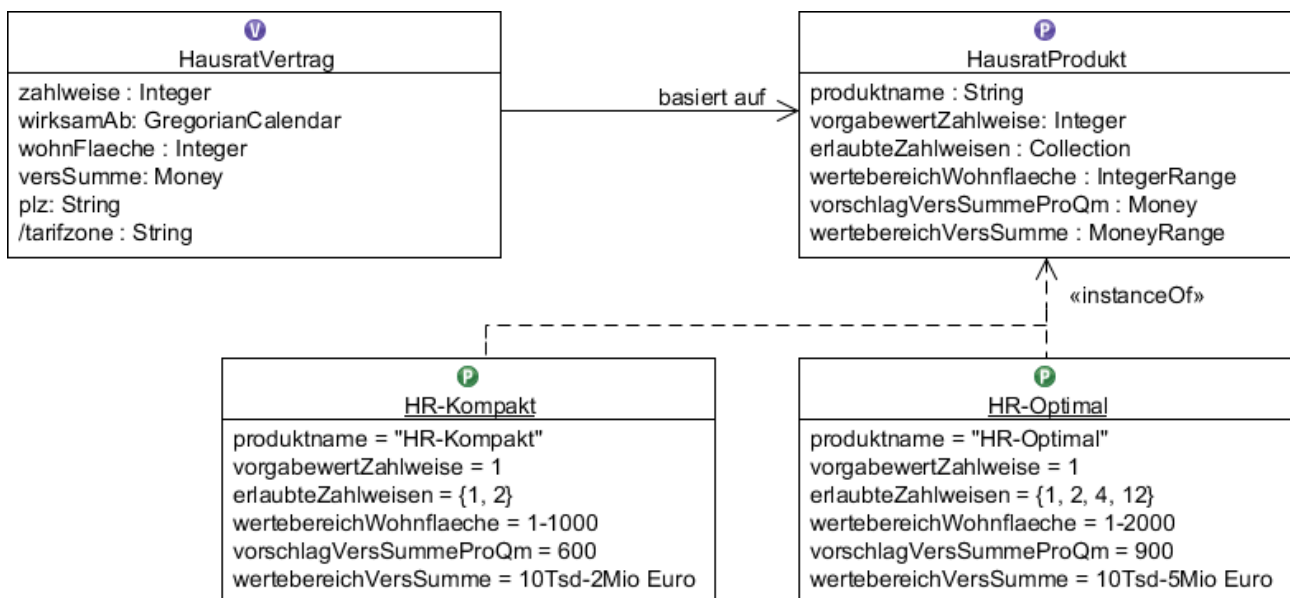 V
HausratVertrag
zahlweise : Integer
wirksamAb: GregorianCalendar
wohnFlaeche : Integer
versSumme: Money
plz: String
/tarifzone : String
basiert auf
P
HausratProdukt
produktname : String
vorgabewertZahlweise: Integer
erlaubteZahlweisen : Collection
wertebereichWohnflaeche : IntegerRange
vorschlagVersSummeProQm : Money
wertebereichVersSumme : MoneyRange
«instanceOf»
P
HR-Kompakt
produktname = "HR-Kompakt"
vorgabewertZahlweise = 1
erlaubteZahlweisen = {1, 2}
wertebereichWohnflaeche = 1-1000
vorschlagVersSummeProQm = 600
wertebereichVersSumme = 10Tsd-2Mio Euro
P
HR-Optimal
produktname = "HR-Optimal"
vorgabewertZahlweise = 1
erlaubteZahlweisen = {1, 2, 4, 12}
wertebereichWohnflaeche = 1-2000
vorschlagVersSummeProQm = 900
wertebereichVersSumme = 10Tsd-5Mio Euro